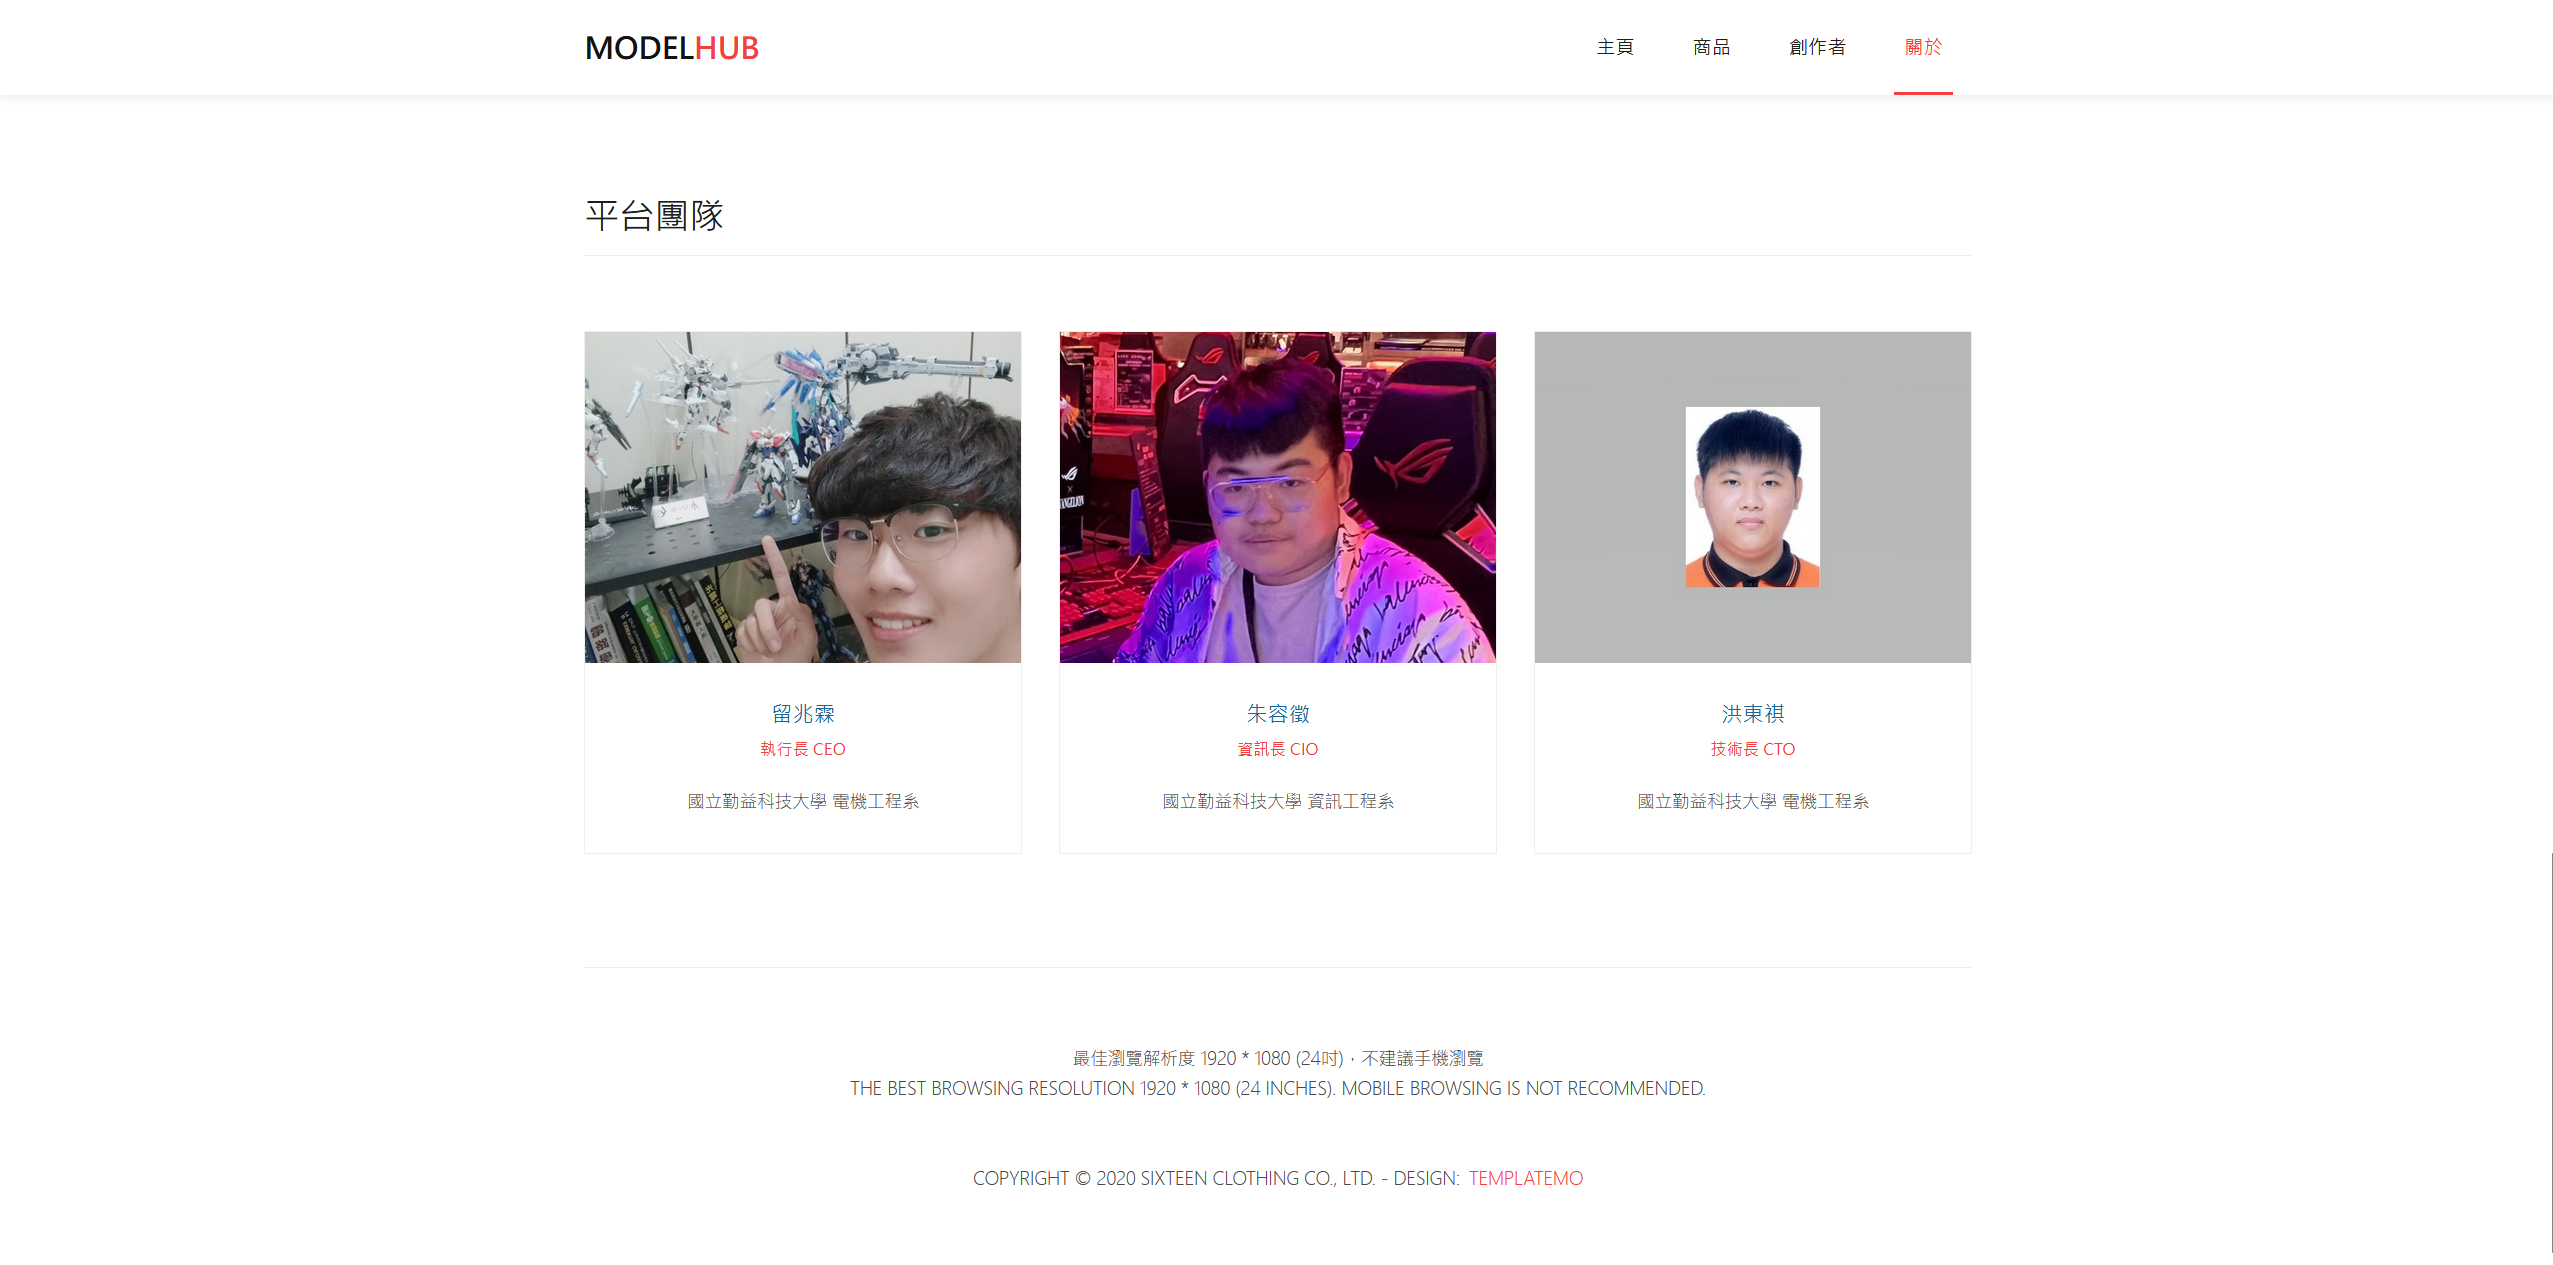 MODELHUB
主頁 商品 創作者 關於
平台團隊
留兆霖
執行長 CEO
國立勤益科技大學 電機工程系
朱容徵
資訊長 CIO
國立勤益科技大學 資訊工程系
洪東祺
技術長 CTO
國立勤益科技大學 電機工程系
最佳瀏覽解析度 1920 * 1080 (24吋)，不建議手機瀏覽
THE BEST BROWSING RESOLUTION 1920 * 1080 (24 INCHES). MOBILE BROWSING IS NOT RECOMMENDED.
COPYRIGHT © 2020 SIXTEEN CLOTHING CO., LTD. - DESIGN: TEMPLATEMO